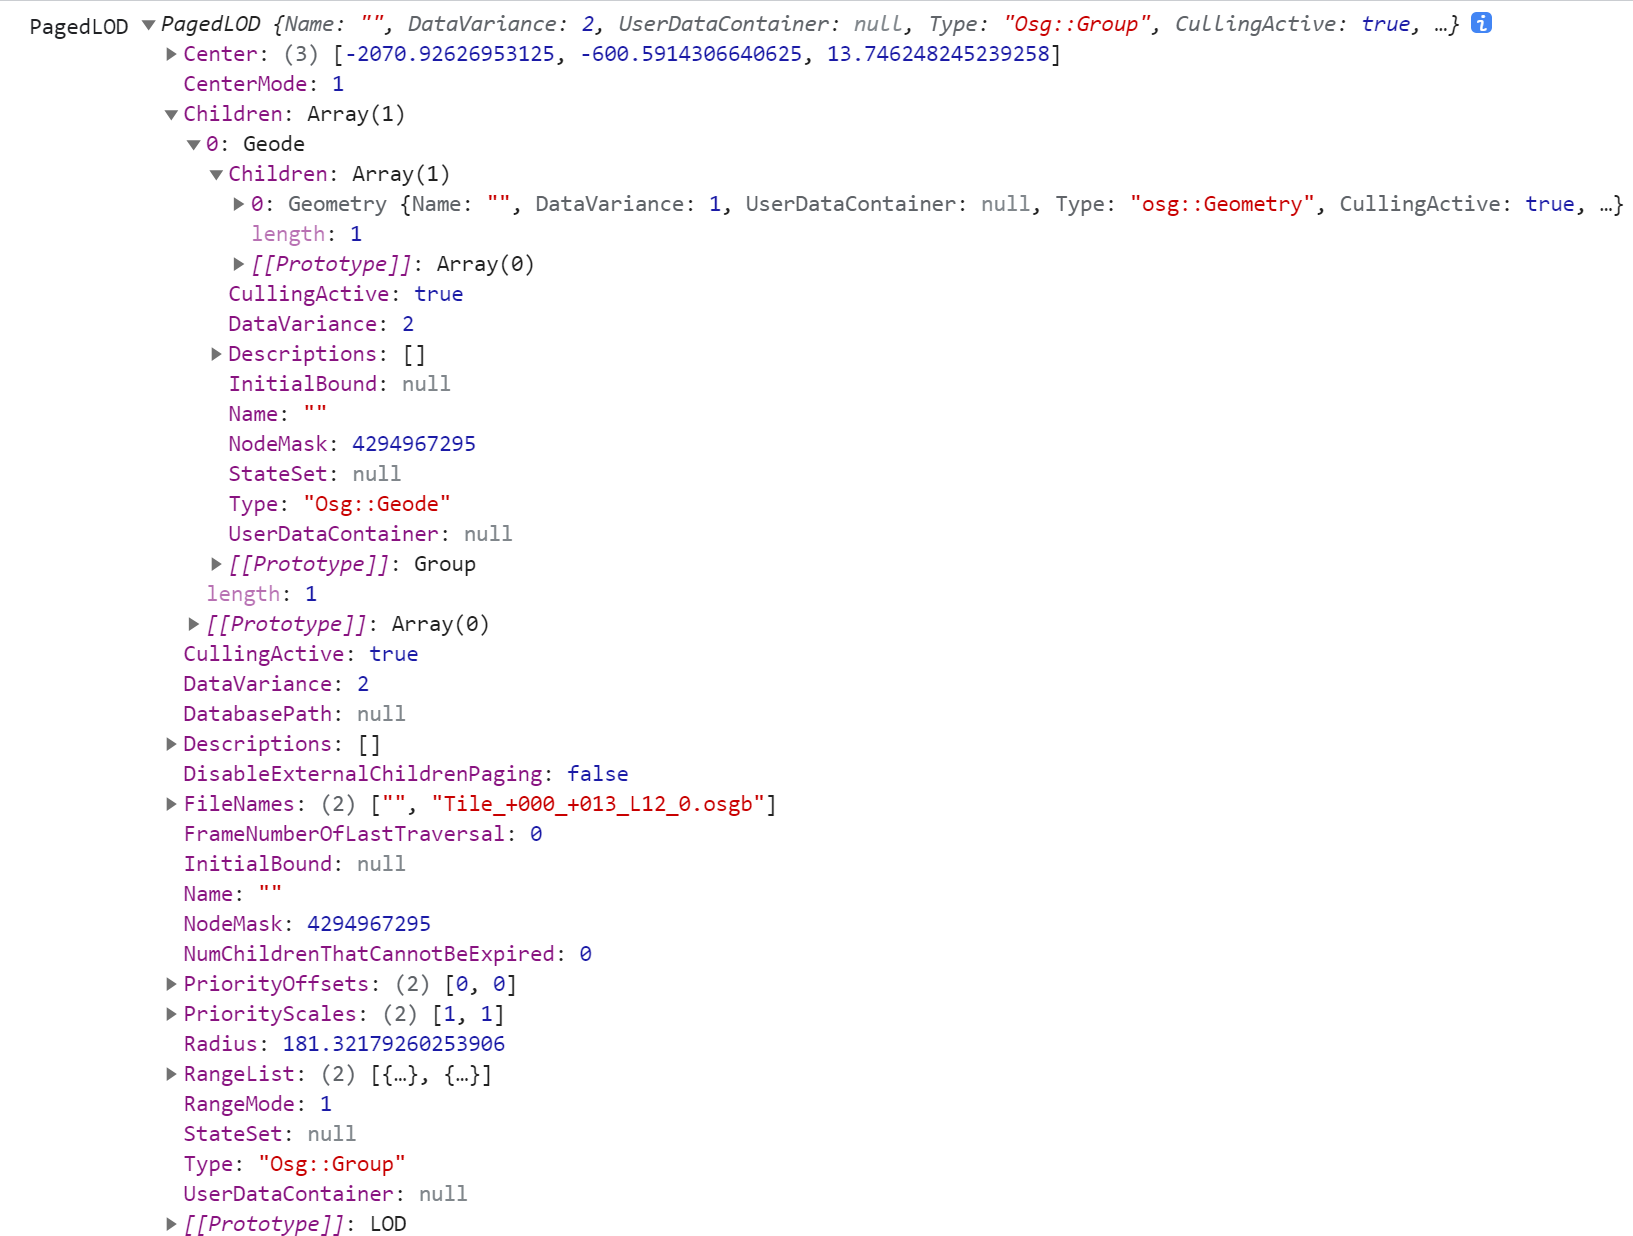 PagedLOD ▼PagedLOD {Name: "", DataVariance: 2, UserDataContainer: null, Type: "Osg::Group", CullingActive: true, …} i
▶Center: (3) [-2070.92626953125, -600.5914306640625, 13.746248245239258]
CenterMode: 1
▼Children: Array(1)
▼0: Geode
▼Children: Array(1)
▶0: Geometry {Name: "", DataVariance: 1, UserDataContainer: null, Type: "osg::Geometry", CullingActive: true, …}
length: 1
▶[[Prototype]]: Array(0)
CullingActive: true
DataVariance: 2
▶Descriptions: []
InitialBound: null
Name: ""
NodeMask: 4294967295
StateSet: null
Type: "Osg::Geode"
UserDataContainer: null
▶[[Prototype]]: Group
length: 1
▶[[Prototype]]: Array(0)
CullingActive: true
DataVariance: 2
DatabasePath: null
▶Descriptions: []
DisableExternalChildrenPaging: false
▶FileNames: (2) ["", "Tile_+000_+013_L12_0.osgb"]
FrameNumberOfLastTraversal: 0
InitialBound: null
Name: ""
NodeMask: 4294967295
NumChildrenThatCannotBeExpired: 0
▶PriorityOffsets: (2) [0, 0]
▶PriorityScales: (2) [1, 1]
Radius: 181.32179260253906
▶RangeList: (2) [{…}, {…}]
RangeMode: 1
StateSet: null
Type: "Osg::Group"
UserDataContainer: null
▶[[Prototype]]: LOD